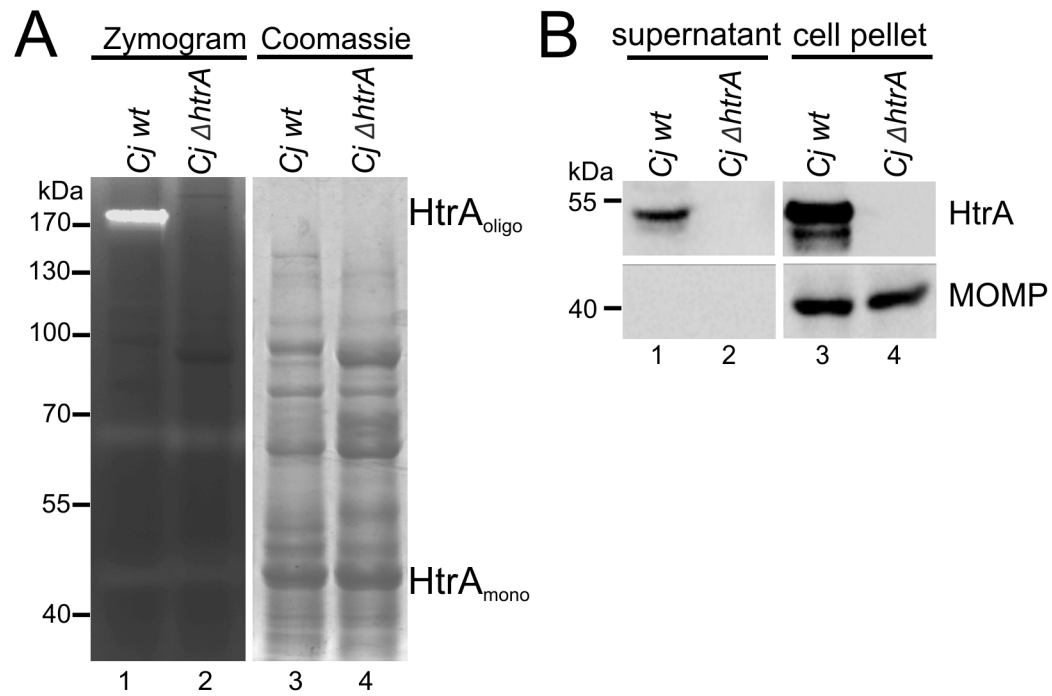 A
Zymogram Coomassie
Cj wt
Cj ΔhtrA
Cj wt
Cj ΔhtrA
kDa
170
130
100
70
55
40
HtrAoligo
HtrAmono
1 2 3 4
B
supernatant cell pellet
Cj wt
Cj ΔhtrA
Cj wt
Cj ΔhtrA
kDa
55
HtrA
40
MOMP
1 2 3 4